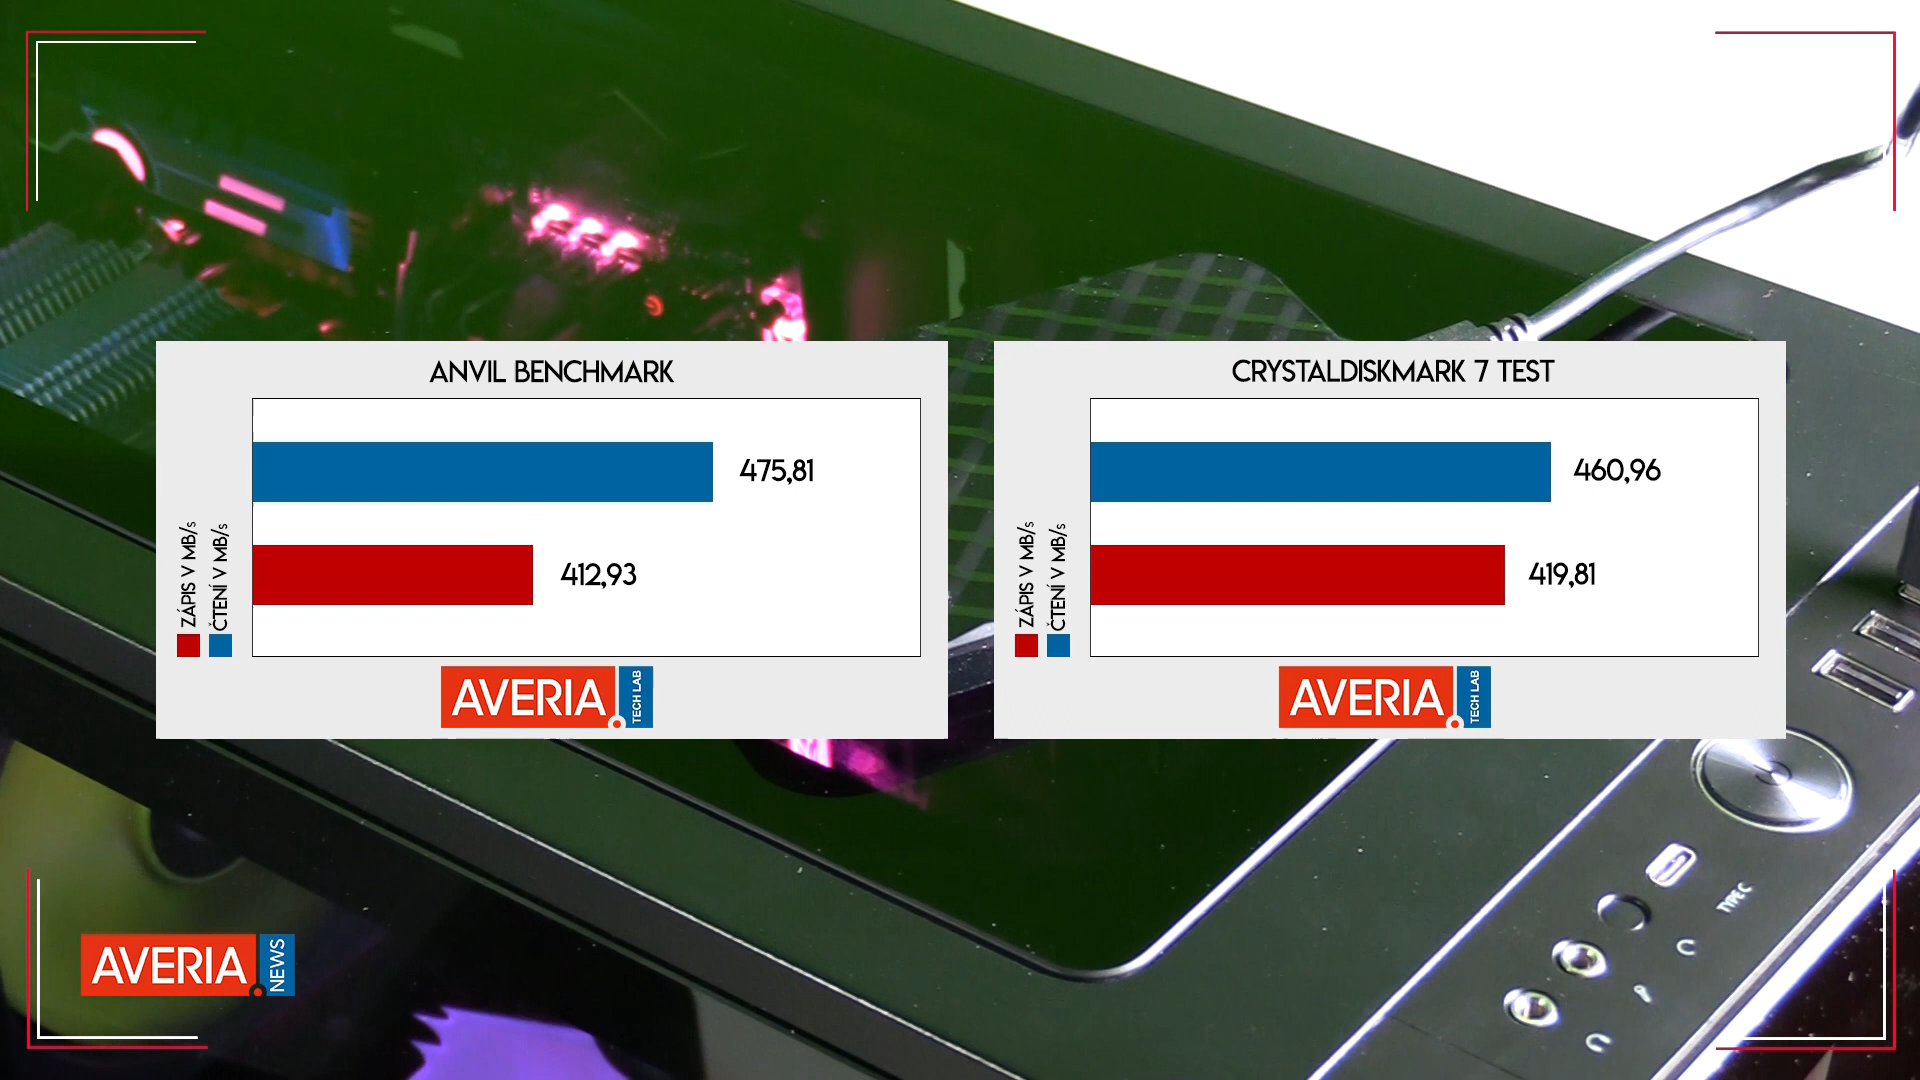 ANVIL BENCHMARK
475,81
412,93
ZÁPIS V MB/s
ČTENÍ V MB/s
AVERIA.
TECH LAB
CRYSTALDISKMARK 7 TEST
460,96
419,81
ZÁPIS V MB/s
ČTENÍ V MB/s
AVERIA.
TECH LAB
TYPE C
AVERIA.
NEWS